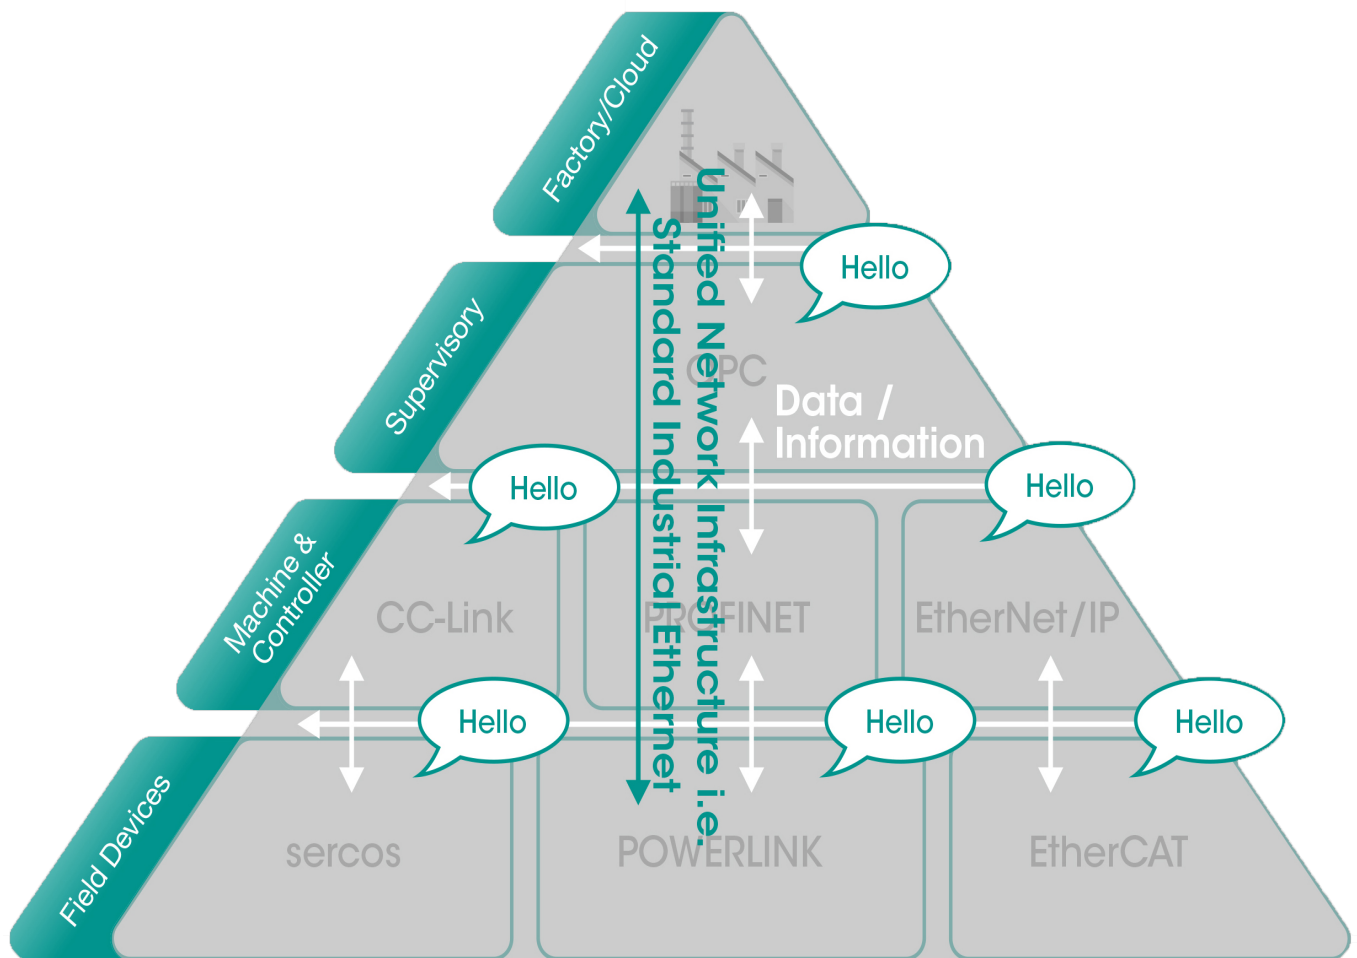 Factory/Cloud
Hello
Supervisory
OPC
Data /
Information
Hello
Hello
Unified Network Infrastructure i.e.
Standard Industrial Ethernet
Machine &
Controller
CC-Link
PROFINET
EtherNet/IP
Hello
Hello
Hello
Field Devices
sercos
POWERLINK
EtherCAT